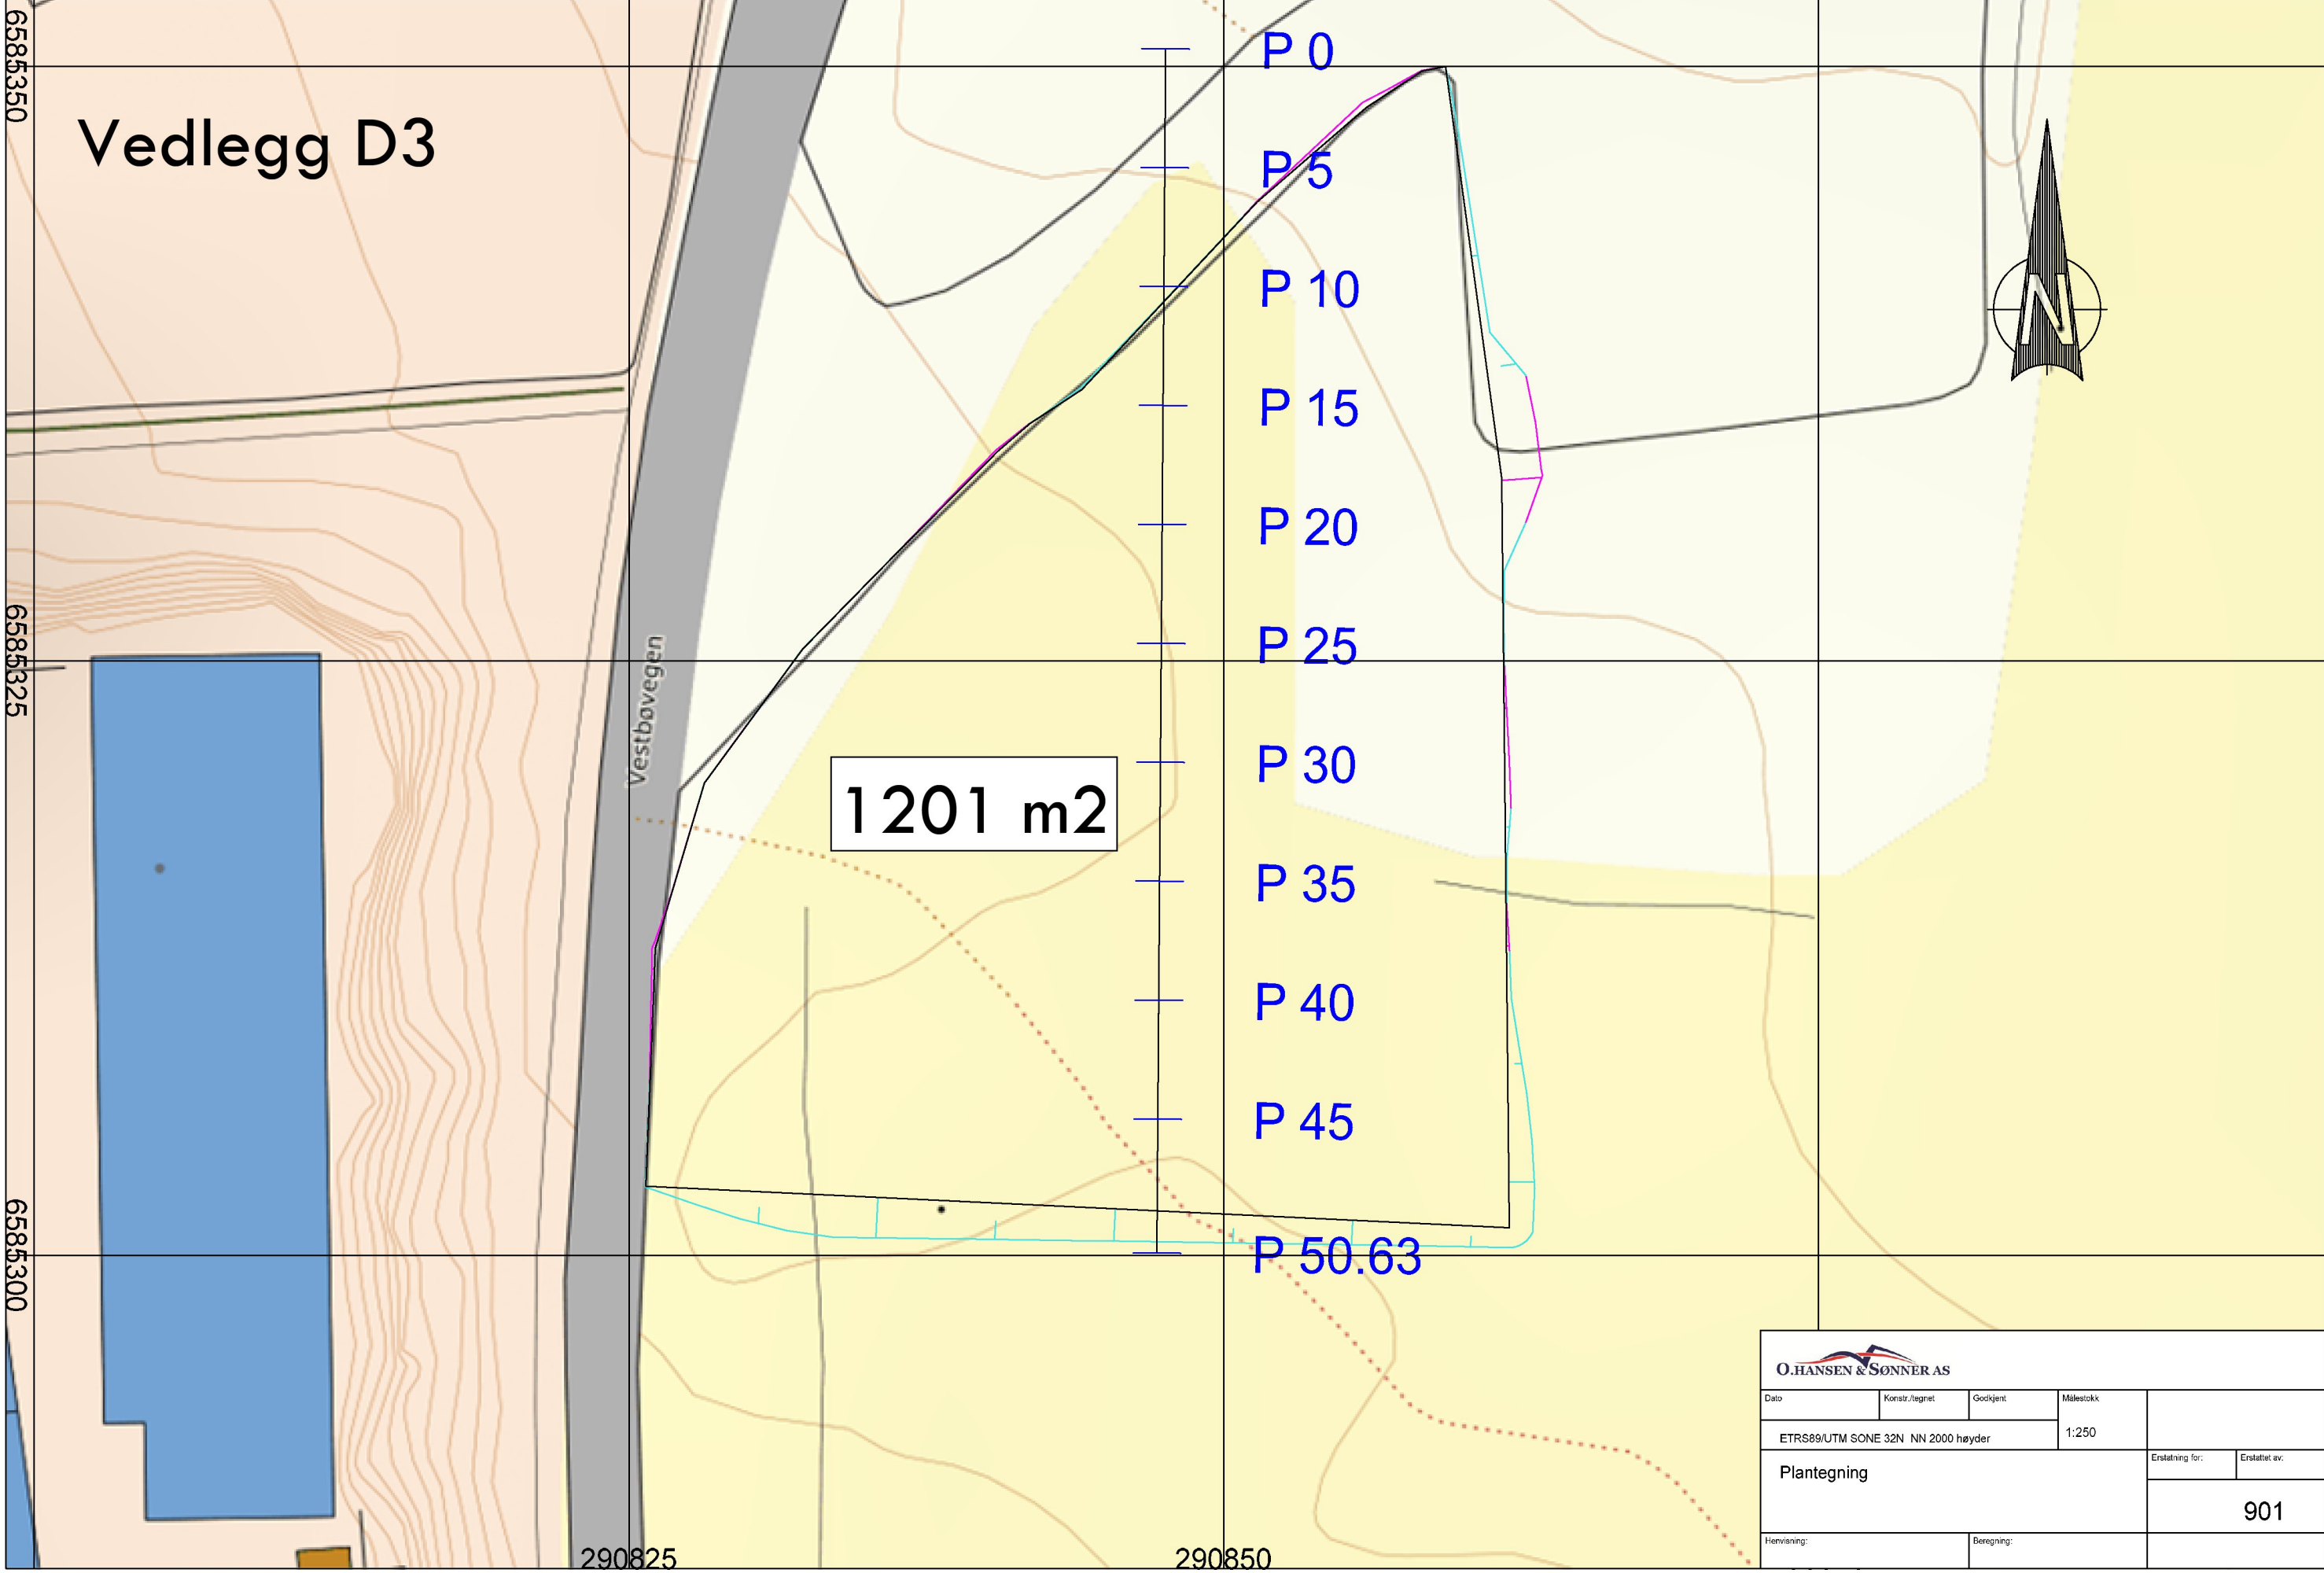 Vedlegg D3
6585350
6585325
6585300
290825
290850
Vestbøvegen
1201 m2
P 0
P 5
P 10
P 15
P 20
P 25
P 30
P 35
P 40
P 45
P 50.63
N
O.HANSEN & SØNNER AS
Dato
Konstr./tegnet
Godkjent
Målestokk
1:250
ETRS89/UTM SONE 32N NN 2000 høyder
Plantegning
Erstatning for:
Erstattet av:
901
Henvisning:
Beregning: